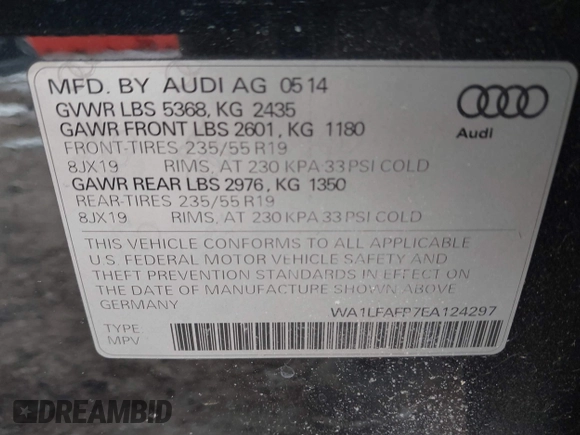 MFD. BY AUDI AG 0514
GVWR LBS 5368, KG 2435
GAWR FRONT LBS 2601, KG 1180
FRONT-TIRES 235/55 R19
8JX19 RIMS, AT 230 KPA 33 PSI COLD
GAWR REAR LBS 2976, KG 1350
REAR-TIRES 235/55 R19
8JX19 RIMS, AT 230 KPA 33 PSI COLD
THIS VEHICLE CONFORMS TO ALL APPLICABLE
U.S. FEDERAL MOTOR VEHICLE SAFETY AND
THEFT PREVENTION STANDARDS IN EFFECT ON
THE DATE OF MANUFACTURE SHOWN ABOVE
GERMANY
WA1LFAFP7EA124297
TYPE
MPV
Audi
DREAMBID